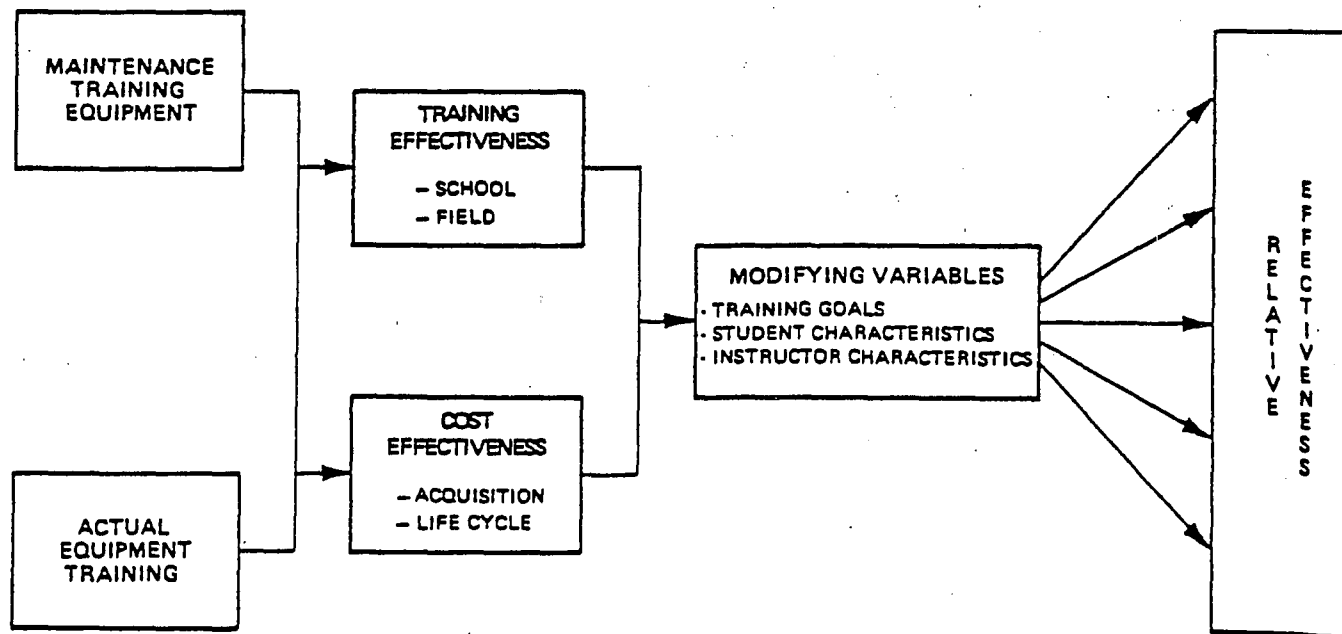 MAINTENANCE
TRAINING
EQUIPMENT
ACTUAL
EQUIPMENT
TRAINING
TRAINING
EFFECTIVENESS
– SCHOOL
– FIELD
COST
EFFECTIVENESS
– ACQUISITION
– LIFE CYCLE
MODIFYING VARIABLES
- TRAINING GOALS
- STUDENT CHARACTERISTICS
- INSTRUCTOR CHARACTERISTICS
RELATIVE
EFFECTIVENESS